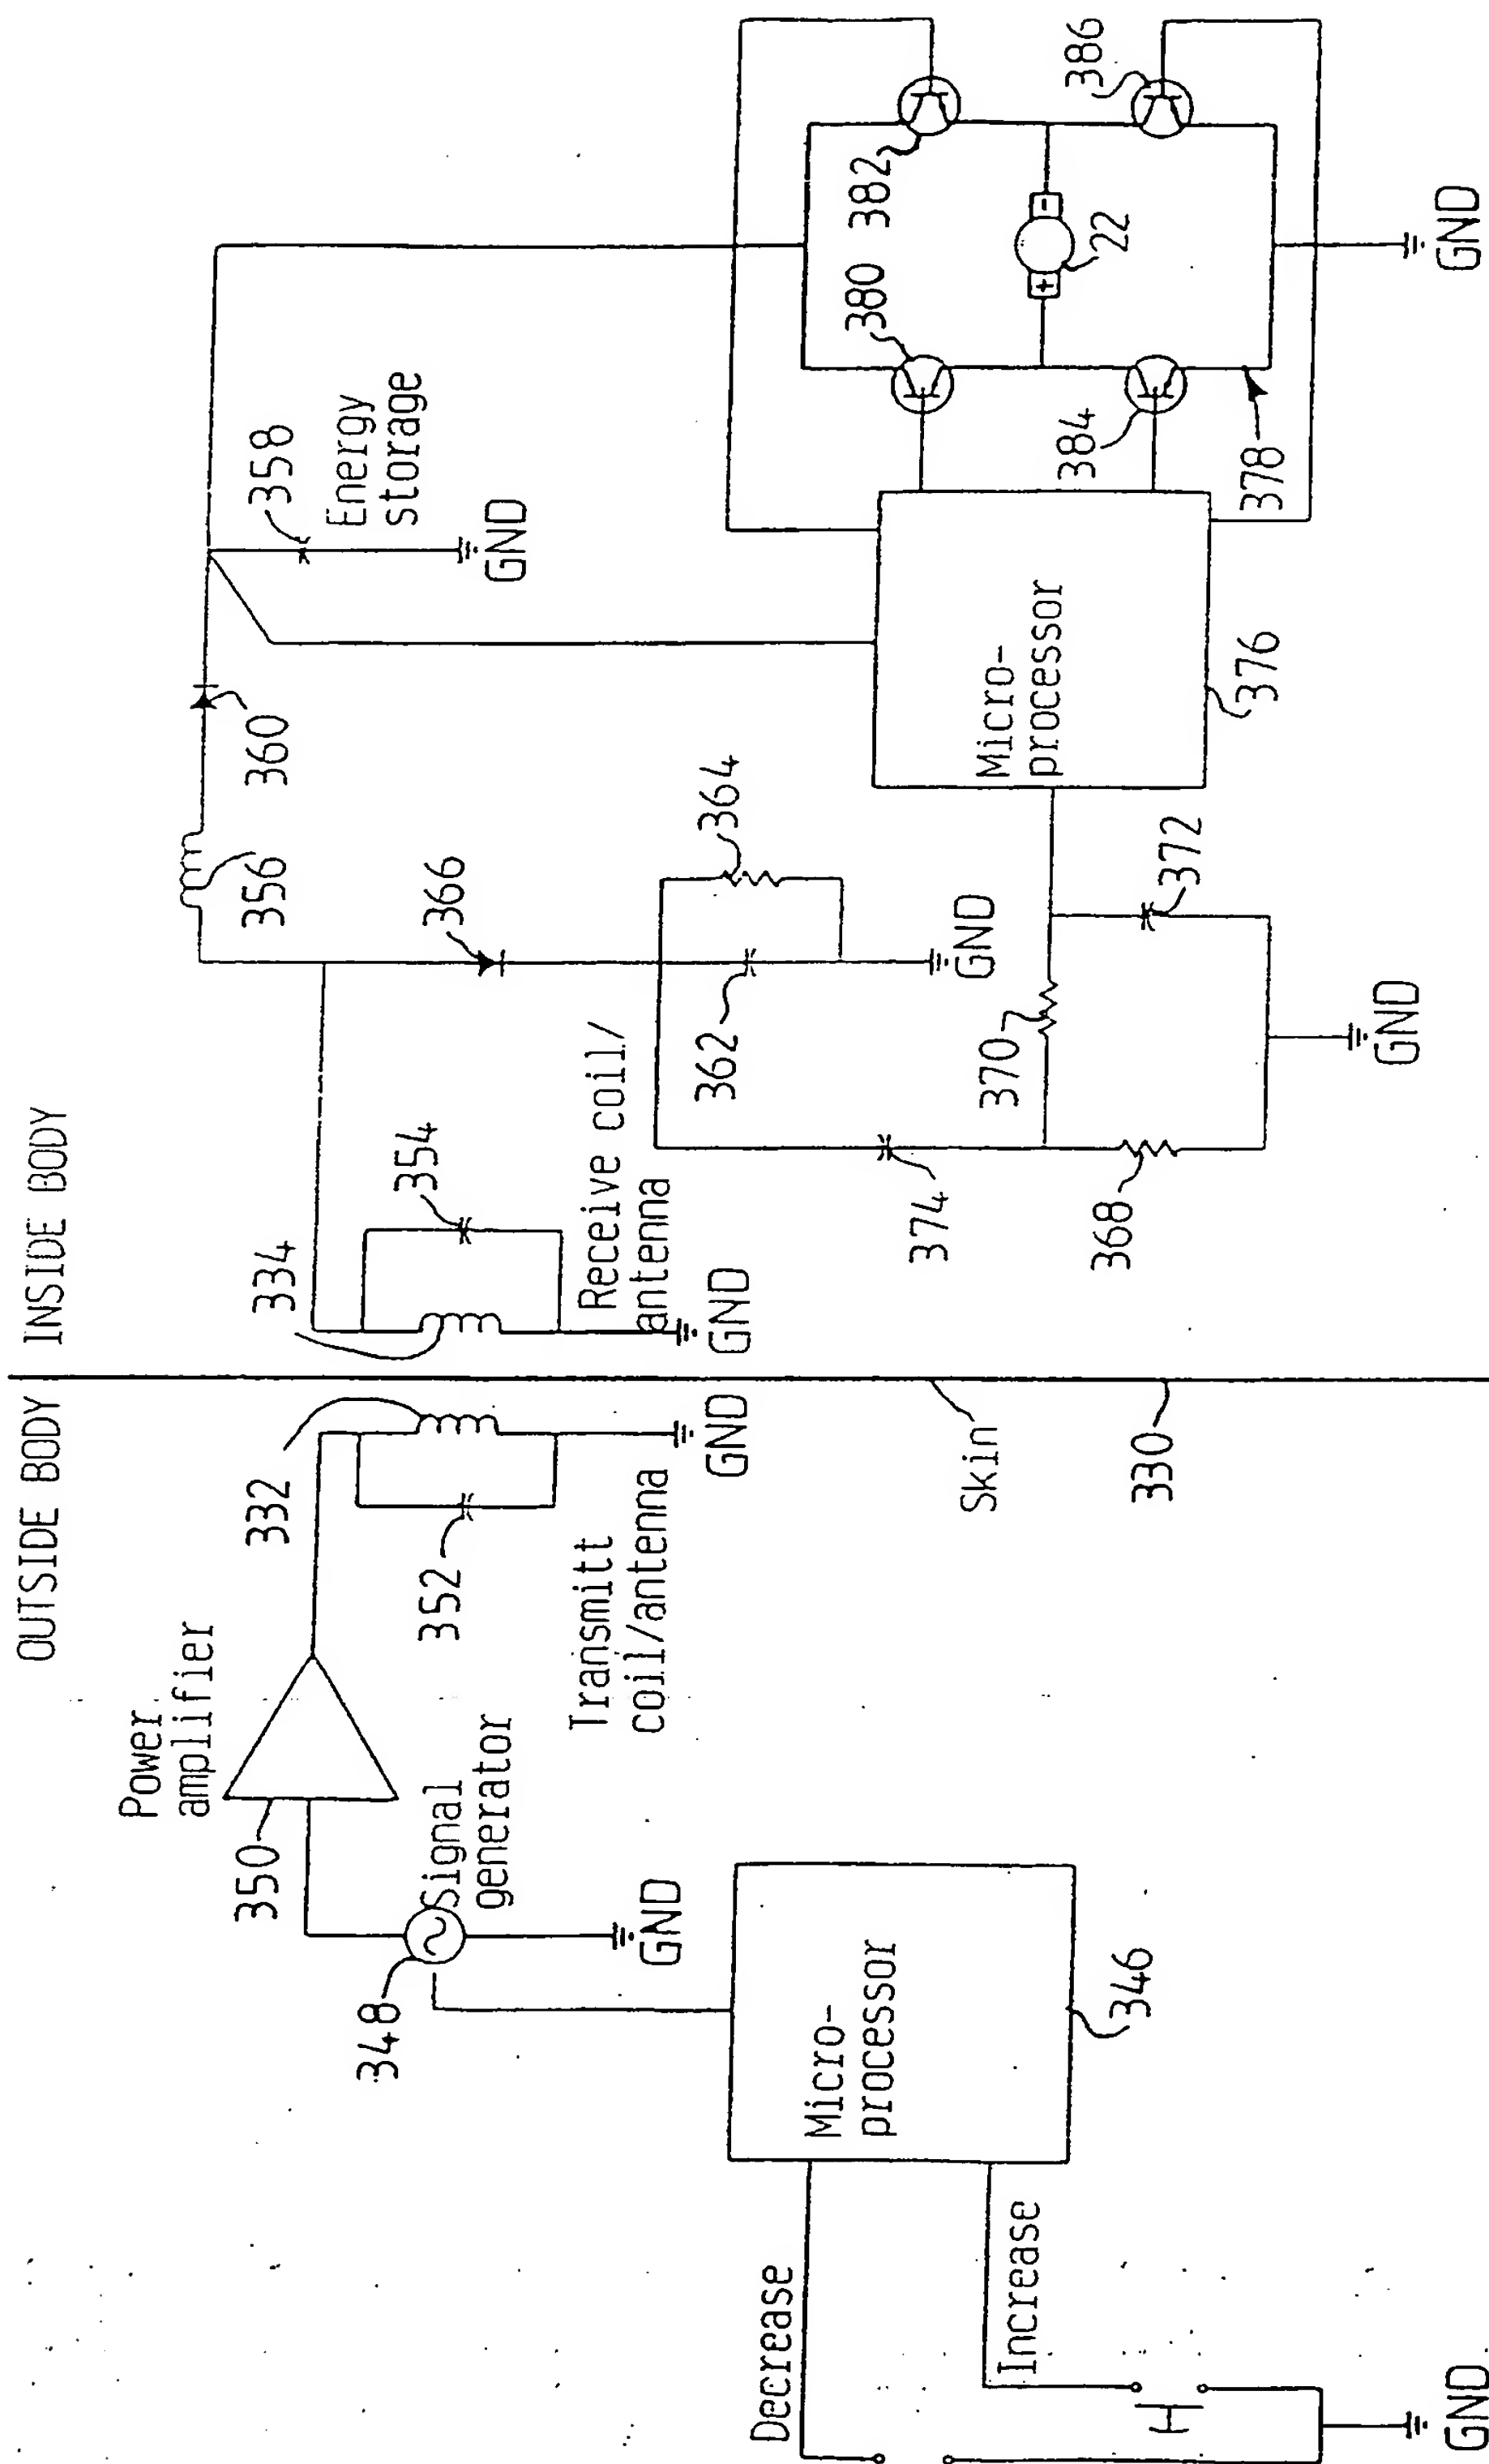 OUTSIDE BODY
INSIDE BODY
Power
amplifier
350
332
334
356
360
358
Energy
storage
348
Signal
generator
GND
352
Transmitt
coil/antenna
GND
354
Receive coil/
antenna
GND
366
364
362
GND
GND
380
382
386
22
384
378
GND
Decrease
Increase
Micro-
processor
346
GND
Skin
330
374
368
370
372
GND
Micro-
processor
376